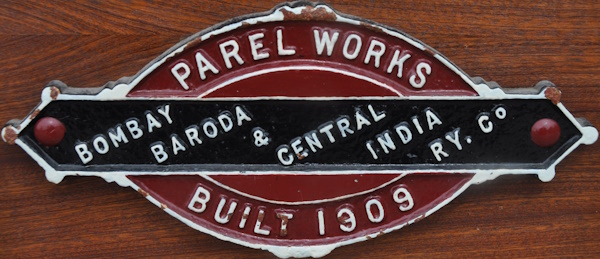 PAREL WORKS
BOMBAY BARODA & CENTRAL INDIA RY. Co
BUILT 1909